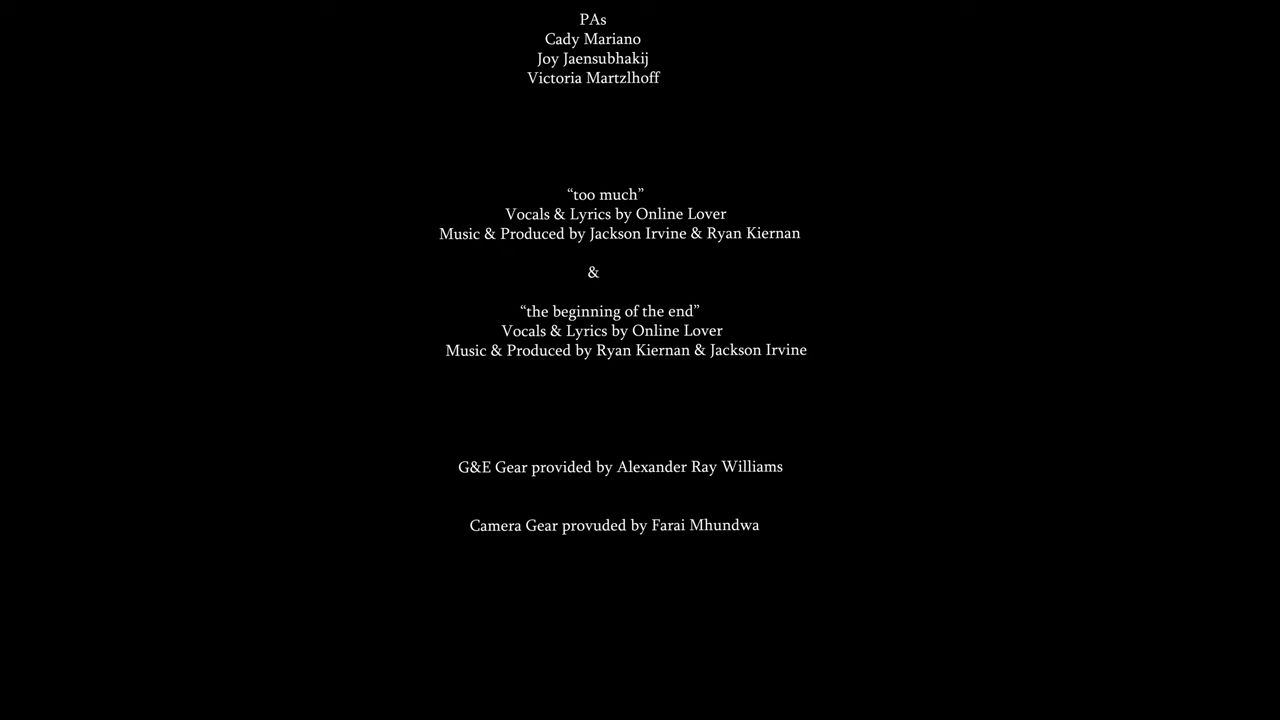 PAs
Cady Mariano
Joy Jaensubhakij
Victoria Martzlhoff
“too much”
Vocals & Lyrics by Online Lover
Music & Produced by Jackson Irvine & Ryan Kiernan
&
“the beginning of the end”
Vocals & Lyrics by Online Lover
Music & Produced by Ryan Kiernan & Jackson Irvine
G&E Gear provided by Alexander Ray Williams
Camera Gear provuded by Farai Mhundwa